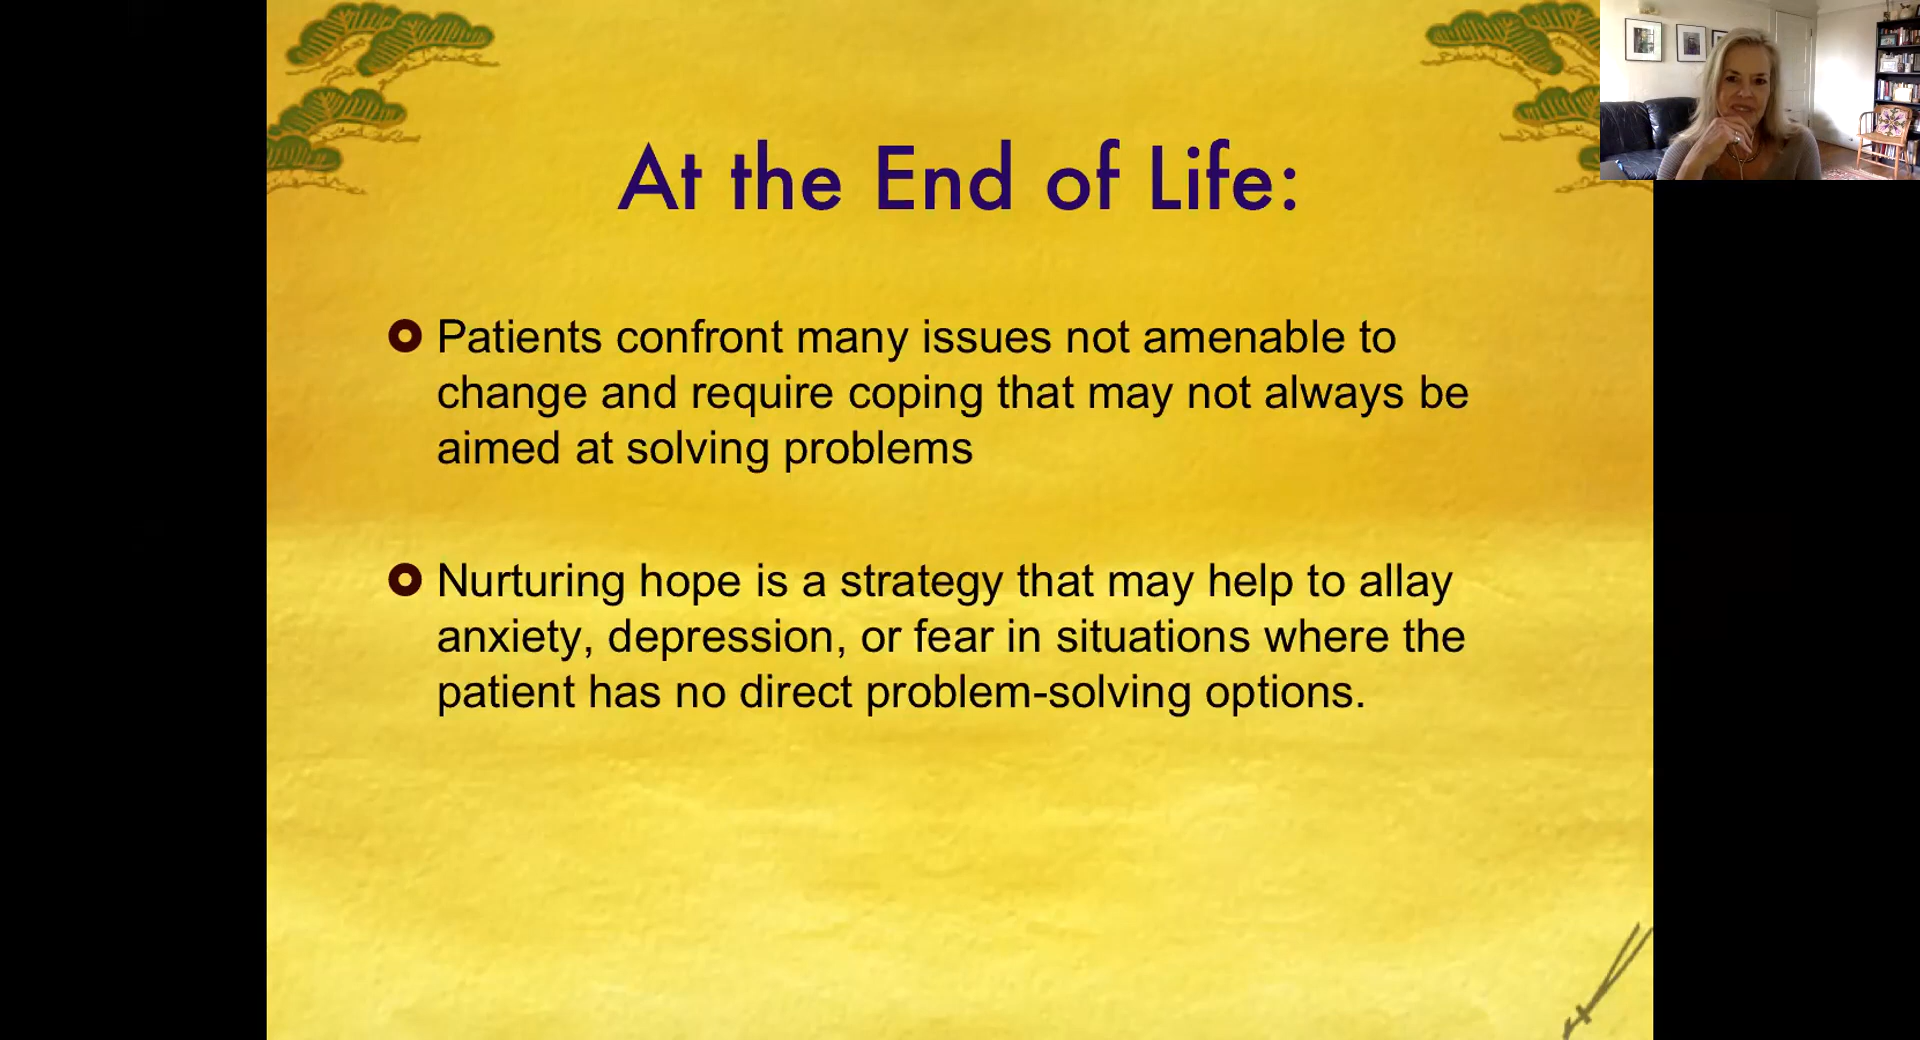 At the End of Life:
Patients confront many issues not amenable to
change and require coping that may not always be
aimed at solving problems
Nurturing hope is a strategy that may help to allay
anxiety, depression, or fear in situations where the
patient has no direct problem-solving options.